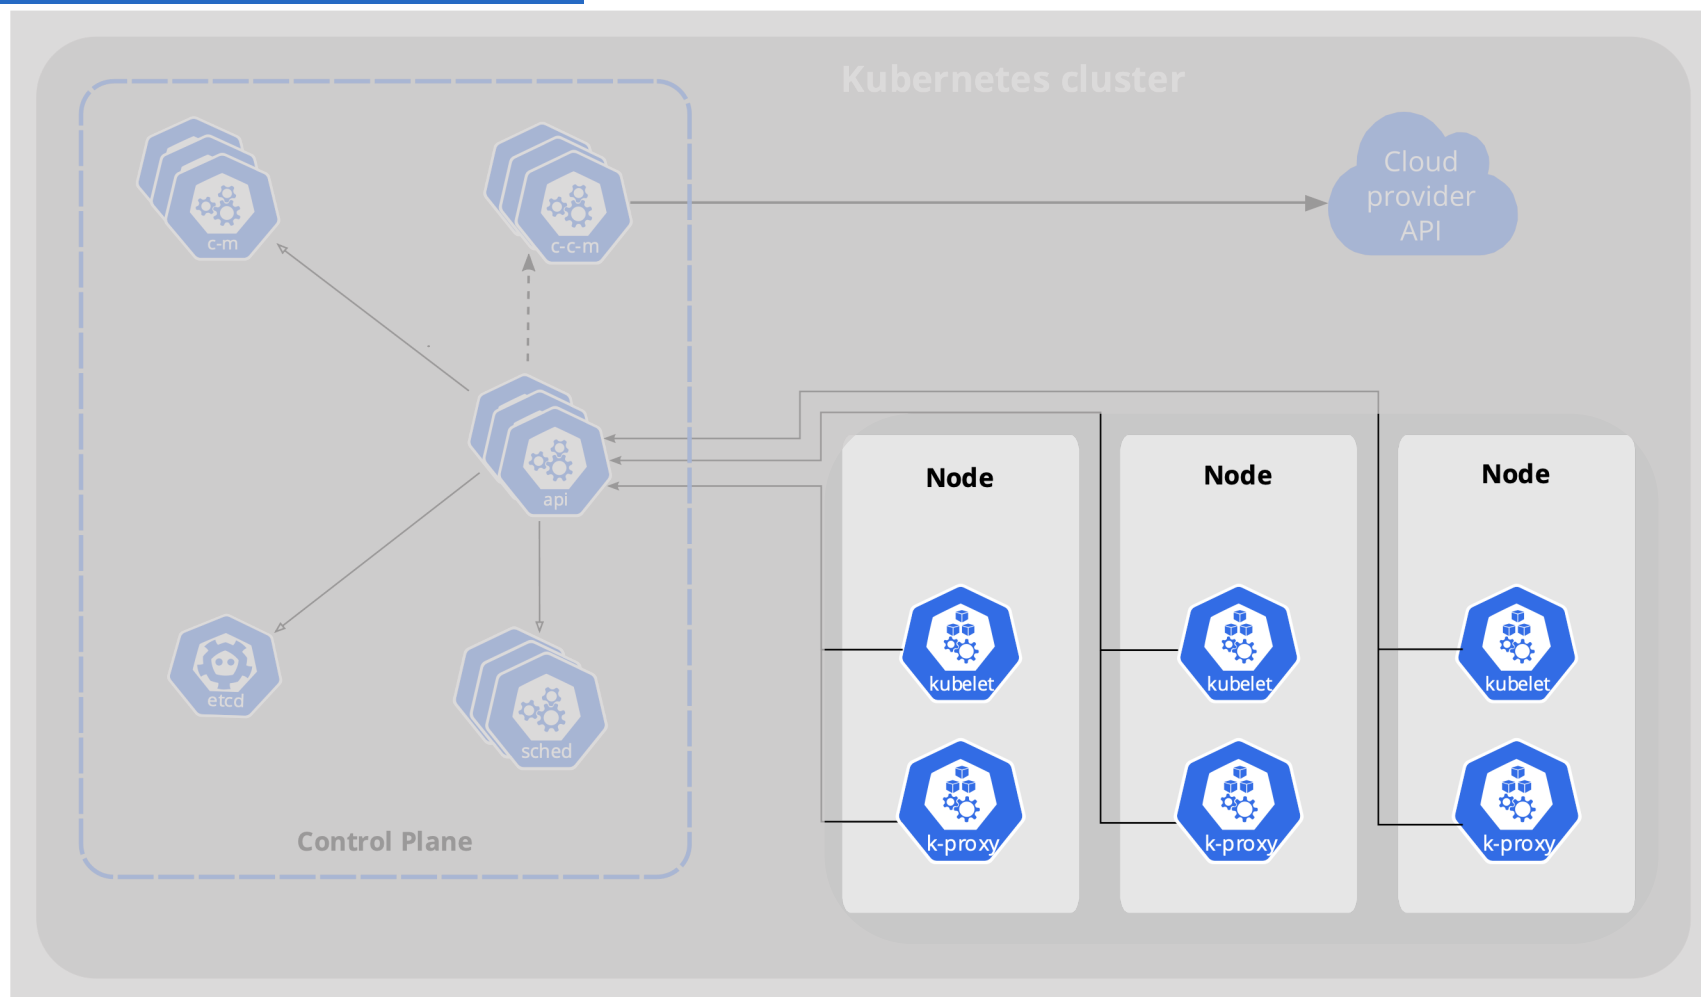 Kubernetes cluster
c-m
c-c-m
Cloud
provider
API
api
etcd
sched
Control Plane
Node
kubelet
k-proxy
Node
kubelet
k-proxy
Node
kubelet
k-proxy